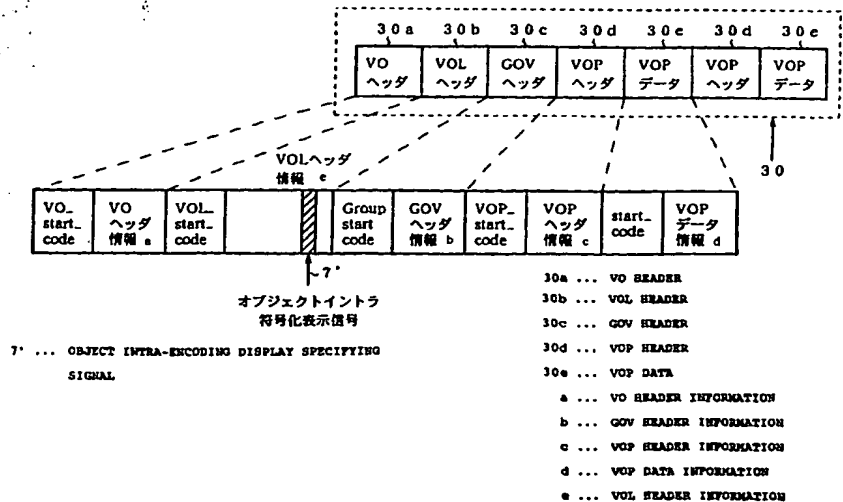 30a 30b 30c 30d 30e 30d 30e
VO ヘッダ
VOL ヘッダ
GOV ヘッダ
VOP ヘッダ
VOP データ
VOP ヘッダ
VOP データ
30
VOLヘッダ
情報 e
VO_ start_ code
VO ヘッダ 情報 a
VOL_ start_ code
Group start code
GOV ヘッダ 情報 b
VOP_ start_ code
VOP ヘッダ 情報 c
start_ code
VOP データ 情報 d
7'
オブジェクトイントラ
符号化表示信号
7' ... OBJECT INTRA-ENCODING DISPLAY SPECIFYING
SIGNAL
30a ... VO HEADER
30b ... VOL HEADER
30c ... GOV HEADER
30d ... VOP HEADER
30e ... VOP DATA
a ... VO HEADER INFORMATION
b ... GOV HEADER INFORMATION
c ... VOP HEADER INFORMATION
d ... VOP DATA INFORMATION
e ... VOL HEADER INFORMATION